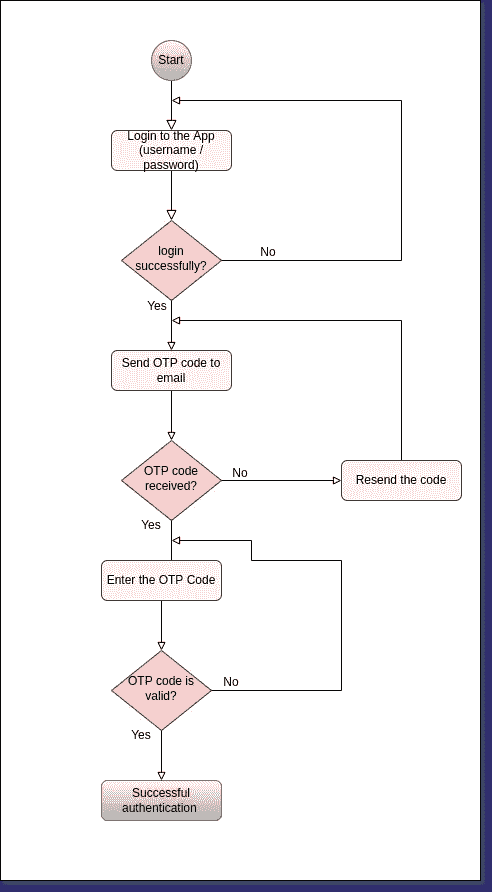 Start
Login to the App
(username /
password)
login
successfully?
No
Yes
Send OTP code to
email
OTP code
received?
No
Resend the code
Yes
Enter the OTP Code
OTP code is
valid?
No
Yes
Successful
authentication